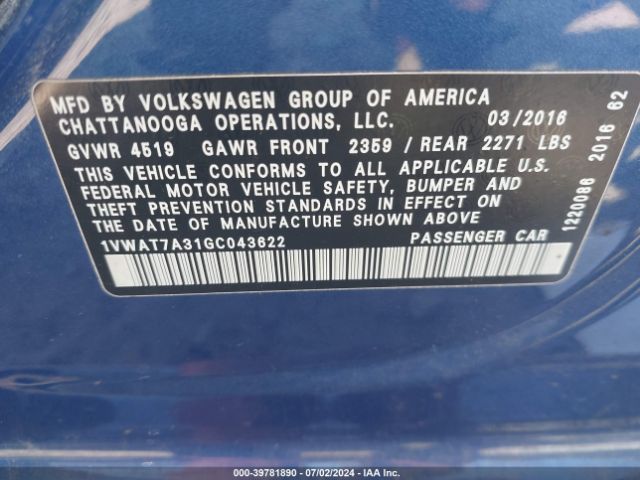 MFD BY VOLKSWAGEN GROUP OF AMERICA
CHATTANOOGA OPERATIONS, LLC. 03/2016
GVWR 4519 GAWR FRONT 2359 / REAR 2271 LBS
THIS VEHICLE CONFORMS TO ALL APPLICABLE U.S.
FEDERAL MOTOR VEHICLE SAFETY, BUMPER AND
THEFT PREVENTION STANDARDS IN EFFECT ON
THE DATE OF MANUFACTURE SHOWN ABOVE
1VWAT7A31GC043622 PASSENGER CAR
1220086 2016 62
000-39781890 - 07/02/2024 - IAA Inc.